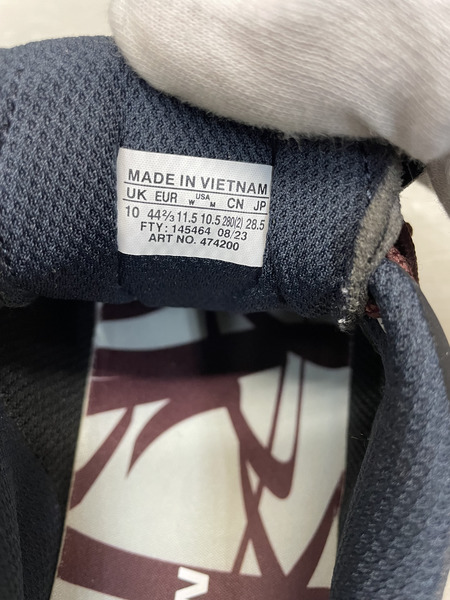 MADE IN VIETNAM
UK EUR USA CN JP
W M
10 44⅔ 11.5 10.5 280(2) 28.5
FTY: 145464 08/23
ART NO. 474200